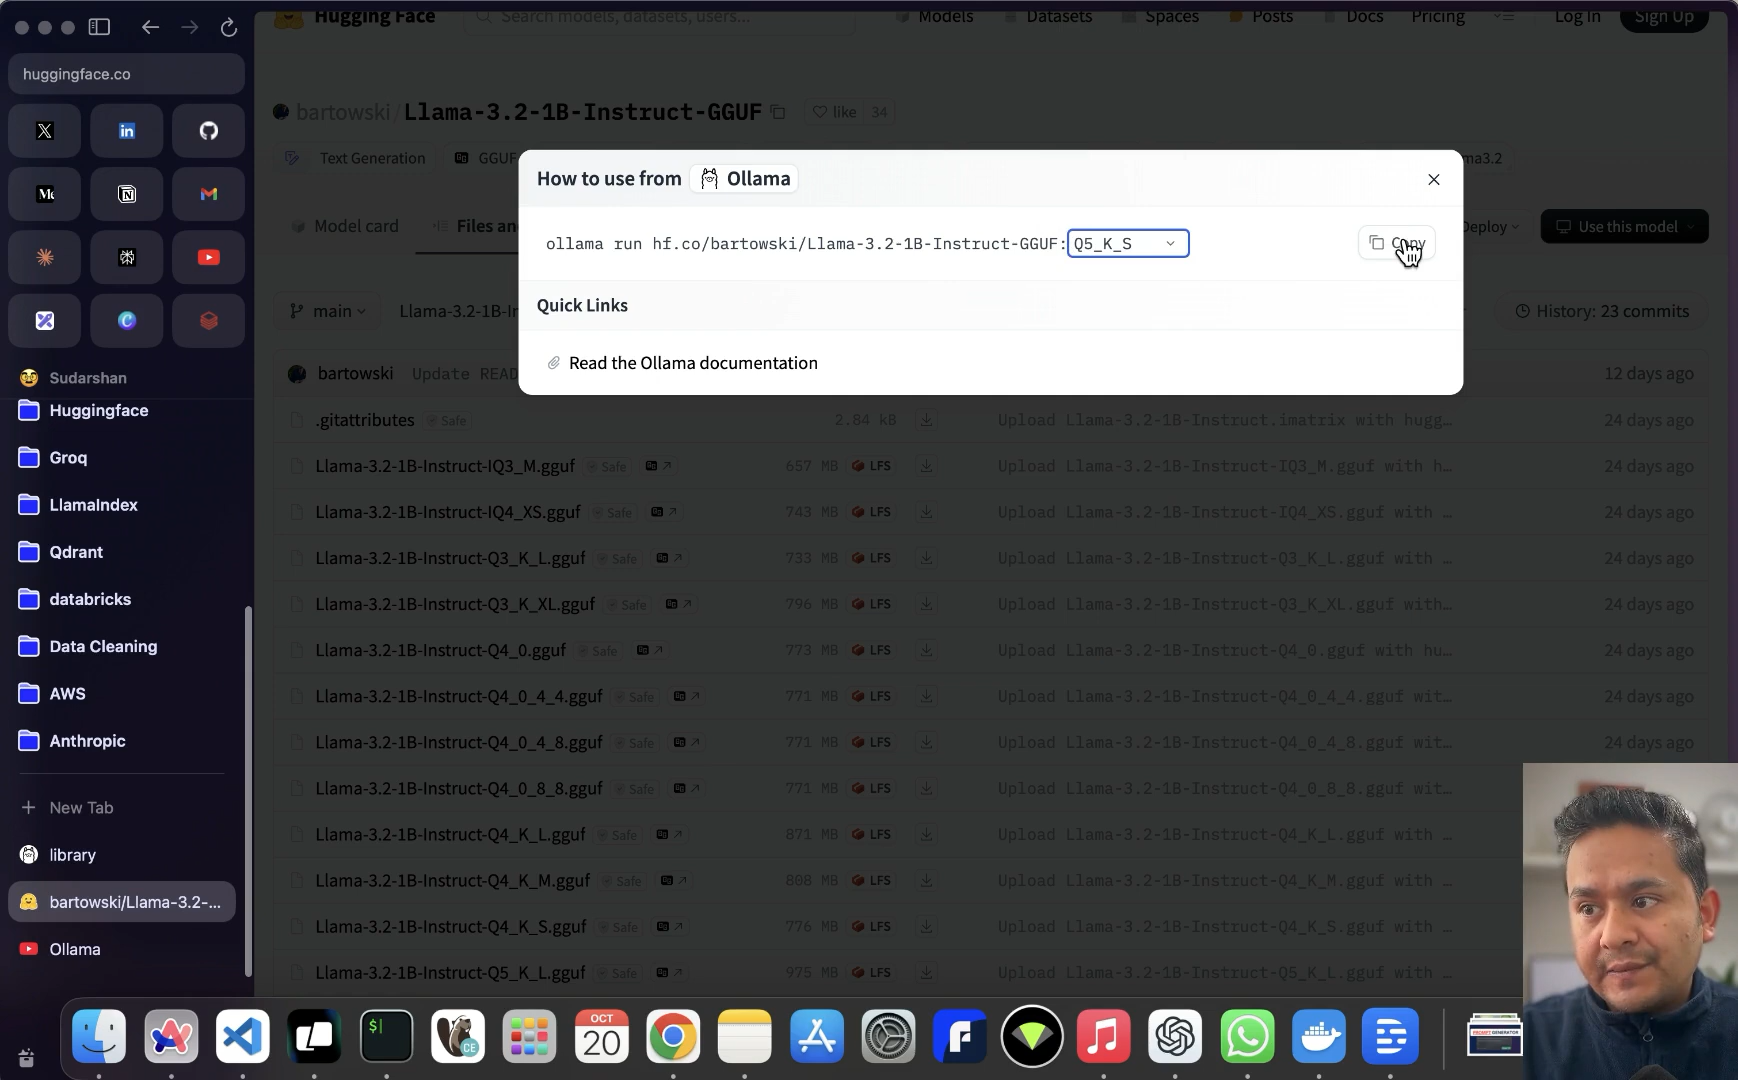 Hugging Face
Search models, datasets, users...
Models
Datasets
Spaces
Posts
Docs
Pricing
Log In
Sign Up
huggingface.co
bartowski/Llama-3.2-1B-Instruct-GGUF
like 34
Text Generation
GGUF
ma3.2
How to use from Ollama
Model card
Files an
Deploy
Use this model
ollama run hf.co/bartowski/Llama-3.2-1B-Instruct-GGUF: Q5_K_S
Copy
Quick Links
main
Llama-3.2-1B-Ir
History: 23 commits
Read the Ollama documentation
bartowski Update READ
12 days ago
.gitattributes Safe 2.84 kB Upload Llama-3.2-1B-Instruct.imatrix with hugg…
24 days ago
Llama-3.2-1B-Instruct-IQ3_M.gguf Safe 657 MB LFS Upload Llama-3.2-1B-Instruct-IQ3_M.gguf with h… 24 days ago
Llama-3.2-1B-Instruct-IQ4_XS.gguf Safe 743 MB LFS Upload Llama-3.2-1B-Instruct-IQ4_XS.gguf with … 24 days ago
Llama-3.2-1B-Instruct-Q3_K_L.gguf Safe 733 MB LFS Upload Llama-3.2-1B-Instruct-Q3_K_L.gguf with … 24 days ago
Llama-3.2-1B-Instruct-Q3_K_XL.gguf Safe 796 MB LFS Upload Llama-3.2-1B-Instruct-Q3_K_XL.gguf with… 24 days ago
Llama-3.2-1B-Instruct-Q4_0.gguf Safe 773 MB LFS Upload Llama-3.2-1B-Instruct-Q4_0.gguf with hu… 24 days ago
Llama-3.2-1B-Instruct-Q4_0_4_4.gguf Safe 771 MB LFS Upload Llama-3.2-1B-Instruct-Q4_0_4_4.gguf wit… 24 days ago
Llama-3.2-1B-Instruct-Q4_0_4_8.gguf Safe 771 MB LFS Upload Llama-3.2-1B-Instruct-Q4_0_4_8.gguf wit… 24 days ago
Llama-3.2-1B-Instruct-Q4_0_8_8.gguf Safe 771 MB LFS Upload Llama-3.2-1B-Instruct-Q4_0_8_8.gguf wit…
Llama-3.2-1B-Instruct-Q4_K_L.gguf Safe 871 MB LFS Upload Llama-3.2-1B-Instruct-Q4_K_L.gguf with …
Llama-3.2-1B-Instruct-Q4_K_M.gguf Safe 808 MB LFS Upload Llama-3.2-1B-Instruct-Q4_K_M.gguf with …
Llama-3.2-1B-Instruct-Q4_K_S.gguf Safe 776 MB LFS Upload Llama-3.2-1B-Instruct-Q4_K_S.gguf with …
Llama-3.2-1B-Instruct-Q5_K_L.gguf Safe 975 MB LFS Upload Llama-3.2-1B-Instruct-Q5_K_L.gguf with …
Sudarshan
Huggingface
Groq
LlamaIndex
Qdrant
databricks
Data Cleaning
AWS
Anthropic
New Tab
library
bartowski/Llama-3.2-...
Ollama
OCT
20
CE
PROMPT GENERATOR